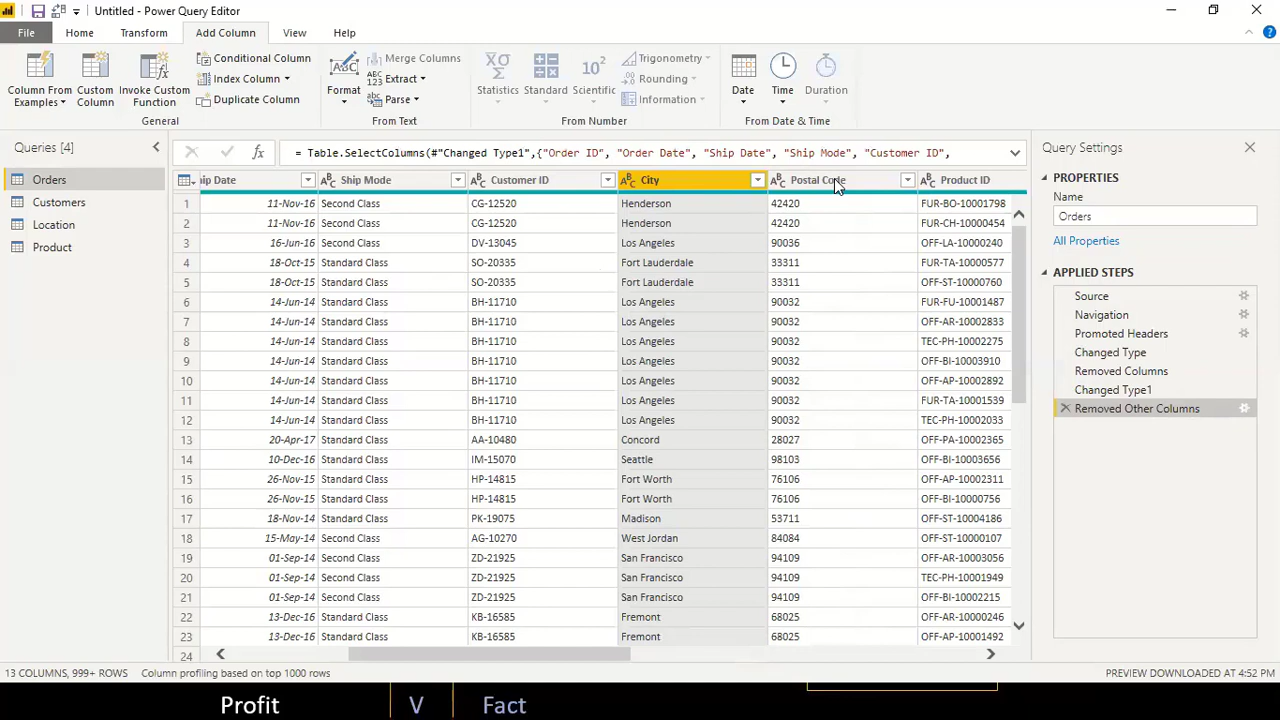 Untitled - Power Query Editor
File Home Transform Add Column View Help
Column From Examples
Custom Column
Invoke Custom Function
Conditional Column
Index Column
Duplicate Column
General
Format
Merge Columns
Extract
Parse
From Text
Statistics
Standard
Scientific
Trigonometry
Rounding
Information
From Number
Date
Time
Duration
From Date & Time
Queries [4]
Orders
Customers
Location
Product
= Table.SelectColumns(#"Changed Type1",{"Order ID", "Order Date", "Ship Date", "Ship Mode", "Customer ID",
hip Date Ship Mode Customer ID City Postal Code Product ID
1 11-Nov-16 Second Class CG-12520 Henderson 42420 FUR-BO-10001798
2 11-Nov-16 Second Class CG-12520 Henderson 42420 FUR-CH-10000454
3 16-Jun-16 Second Class DV-13045 Los Angeles 90036 OFF-LA-10000240
4 18-Oct-15 Standard Class SO-20335 Fort Lauderdale 33311 FUR-TA-10000577
5 18-Oct-15 Standard Class SO-20335 Fort Lauderdale 33311 OFF-ST-10000760
6 14-Jun-14 Standard Class BH-11710 Los Angeles 90032 FUR-FU-10001487
7 14-Jun-14 Standard Class BH-11710 Los Angeles 90032 OFF-AR-10002833
8 14-Jun-14 Standard Class BH-11710 Los Angeles 90032 TEC-PH-10002275
9 14-Jun-14 Standard Class BH-11710 Los Angeles 90032 OFF-BI-10003910
10 14-Jun-14 Standard Class BH-11710 Los Angeles 90032 OFF-AP-10002892
11 14-Jun-14 Standard Class BH-11710 Los Angeles 90032 FUR-TA-10001539
12 14-Jun-14 Standard Class BH-11710 Los Angeles 90032 TEC-PH-10002033
13 20-Apr-17 Standard Class AA-10480 Concord 28027 OFF-PA-10002365
14 10-Dec-16 Standard Class IM-15070 Seattle 98103 OFF-BI-10003656
15 26-Nov-15 Standard Class HP-14815 Fort Worth 76106 OFF-AP-10002311
16 26-Nov-15 Standard Class HP-14815 Fort Worth 76106 OFF-BI-10000756
17 18-Nov-14 Standard Class PK-19075 Madison 53711 OFF-ST-10004186
18 15-May-14 Second Class AG-10270 West Jordan 84084 OFF-ST-10000107
19 01-Sep-14 Second Class ZD-21925 San Francisco 94109 OFF-AR-10003056
20 01-Sep-14 Second Class ZD-21925 San Francisco 94109 TEC-PH-10001949
21 01-Sep-14 Second Class ZD-21925 San Francisco 94109 OFF-BI-10002215
22 13-Dec-16 Standard Class KB-16585 Fremont 68025 OFF-AR-10000246
23 13-Dec-16 Standard Class KB-16585 Fremont 68025 OFF-AP-10001492
24
Query Settings
PROPERTIES
Name
Orders
All Properties
APPLIED STEPS
Source
Navigation
Promoted Headers
Changed Type
Removed Columns
Changed Type1
Removed Other Columns
13 COLUMNS, 999+ ROWS Column profiling based on top 1000 rows PREVIEW DOWNLOADED AT 4:52 PM
Profit V Fact